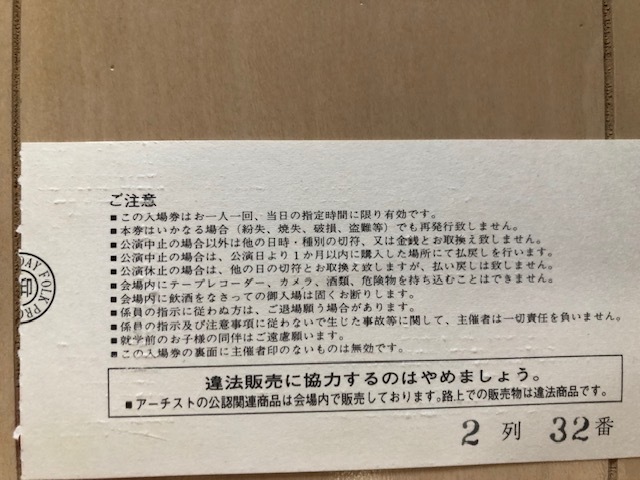 ご注意
■この入場券はお一人一回、当日の指定時間に限り有効です。
■本券はいかなる場合（紛失、焼失、破損、盗難等）でも再発行致しません。
■公演中止の場合以外は他の日時・種別の切符、又は金銭とお取換え致しません。
■公演中止の場合は、公演日より1か月以内に購入した場所にて払戻しを行います。
■公演休止の場合は、他の日の切符とお取換え致しますが、払い戻しは致しません。
■会場内にテープレコーダー、カメラ、酒類、危険物を持ち込むことはできません。
■会場内に飲酒をなさっての御入場は固くお断りします。
■係員の指示に従わぬ方は、ご退場願う場合があります。
■係員の指示及び注意事項に従わないで生じた事故等に関して、主催者は一切責任を負いません。
■就学前のお子様の同伴はご遠慮願います。
■この入場券の裏面に主催者印のないものは無効です。
違法販売に協力するのはやめましょう。
■アーチストの公認関連商品は会場内で販売しております。路上での販売物は違法商品です。
2列 32番
DAY FOLK PRO